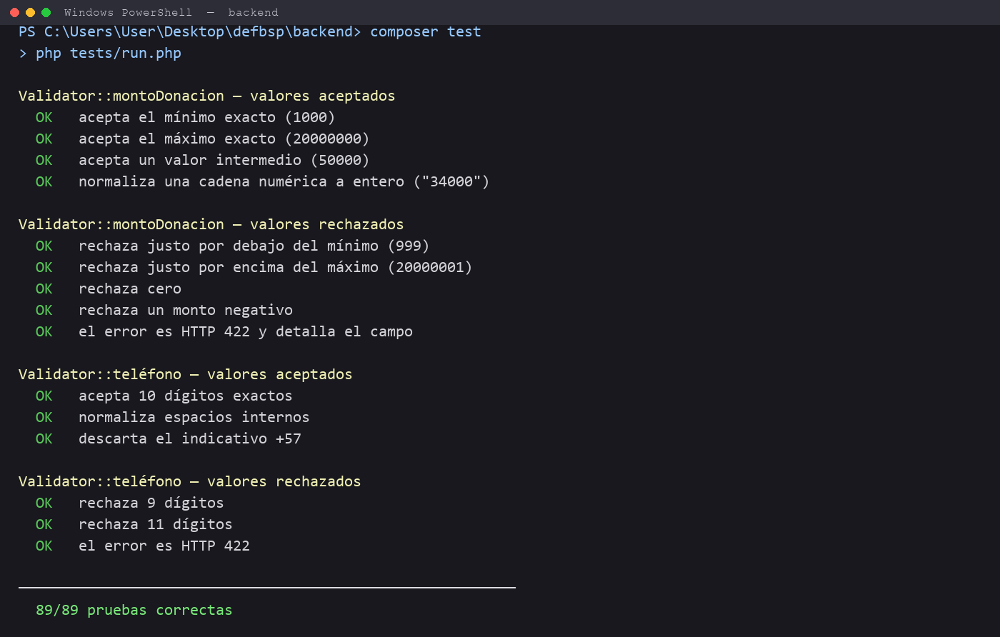 Windows PowerShell — backend
PS C:\Users\User\Desktop\defbsp\backend> composer test
> php tests/run.php
Validator::montoDonacion — valores aceptados
OK acepta el mínimo exacto (1000)
OK acepta el máximo exacto (20000000)
OK acepta un valor intermedio (50000)
OK normaliza una cadena numérica a entero ("34000")
Validator::montoDonacion — valores rechazados
OK rechaza justo por debajo del mínimo (999)
OK rechaza justo por encima del máximo (20000001)
OK rechaza cero
OK rechaza un monto negativo
OK el error es HTTP 422 y detalla el campo
Validator::teléfono — valores aceptados
OK acepta 10 dígitos exactos
OK normaliza espacios internos
OK descarta el indicativo +57
Validator::teléfono — valores rechazados
OK rechaza 9 dígitos
OK rechaza 11 dígitos
OK el error es HTTP 422
89/89 pruebas correctas